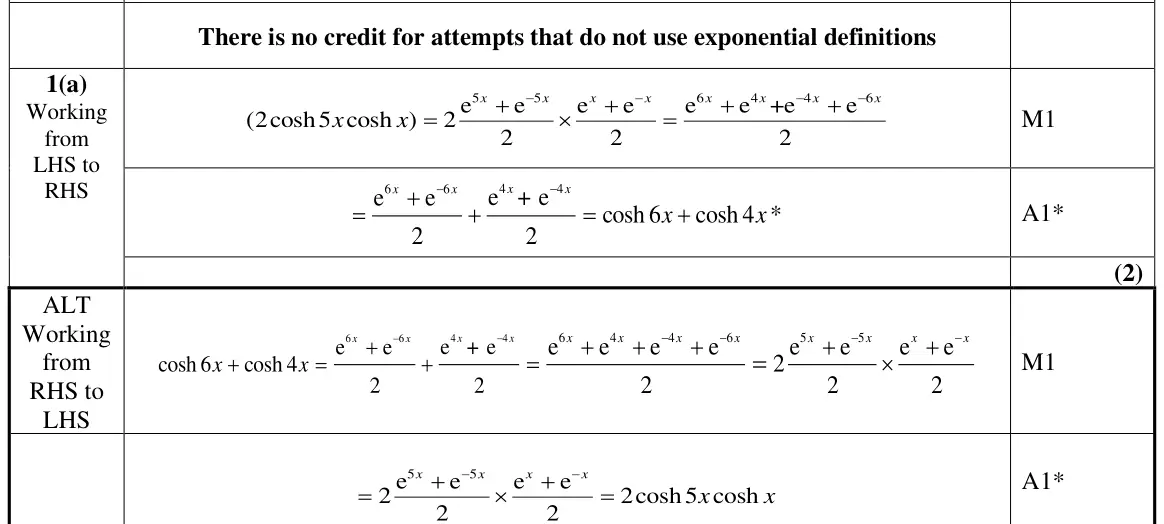 There is no credit for attempts that do not use exponential definitions
1(a)
Working
from
LHS to
RHS
(2cosh 5x cosh x) = 2 (e^{5x} + e^{−5x})/2 × (e^{x} + e^{−x})/2 = (e^{6x} + e^{4x} + e^{−4x} + e^{−6x})/2 M1
= (e^{6x} + e^{−6x})/2 + (e^{4x} + e^{−4x})/2 = cosh 6x + cosh 4x * A1*
(2)
ALT
Working
from
RHS to
LHS
cosh 6x + cosh 4x = (e^{6x} + e^{−6x})/2 + (e^{4x} + e^{−4x})/2 = (e^{6x} + e^{4x} + e^{−4x} + e^{−6x})/2 = 2 (e^{5x} + e^{−5x})/2 × (e^{x} + e^{−x})/2 M1
= 2 (e^{5x} + e^{−5x})/2 × (e^{x} + e^{−x})/2 = 2cosh 5x cosh x A1*